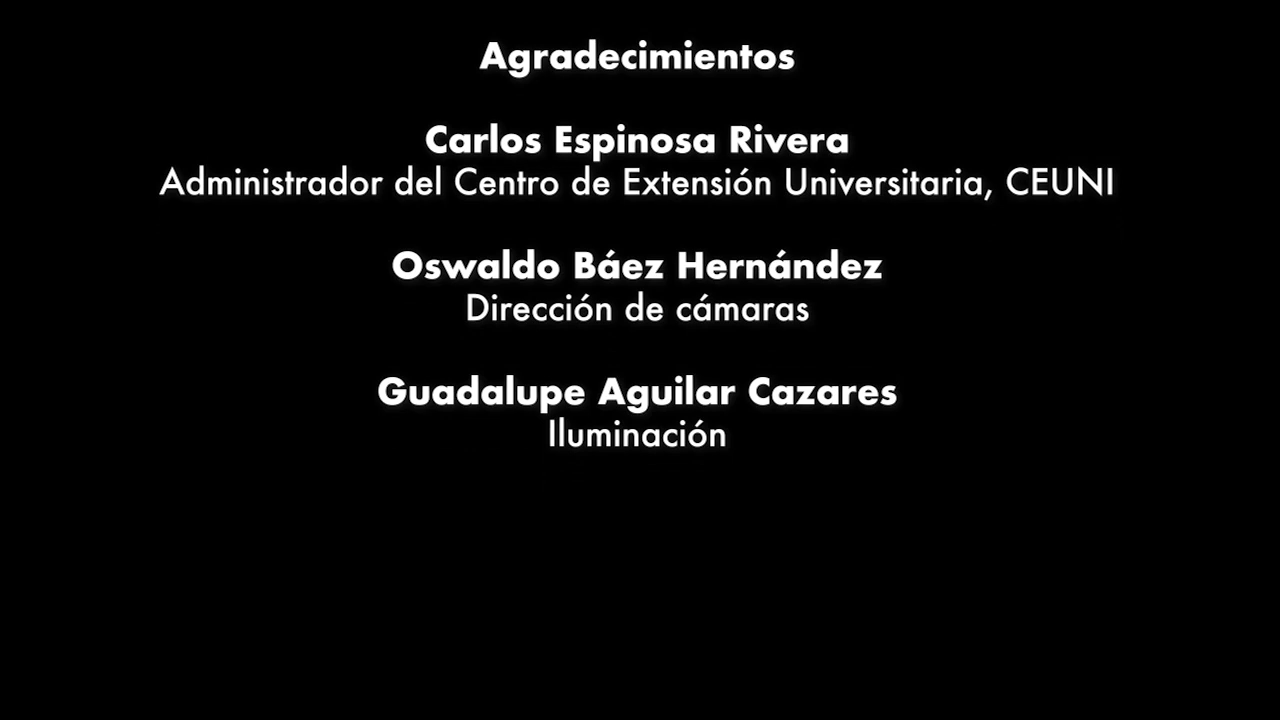 Agradecimientos
Carlos Espinosa Rivera
Administrador del Centro de Extensión Universitaria, CEUNI
Oswaldo Báez Hernández
Dirección de cámaras
Guadalupe Aguilar Cazares
Iluminación